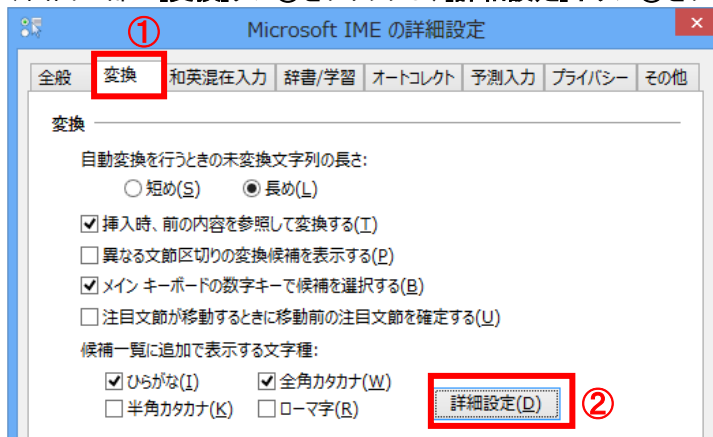 ①
Microsoft IME の詳細設定
全般 変換 和英混在入力 辞書/学習 オートコレクト 予測入力 プライバシー その他
変換
自動変換を行うときの未変換文字列の長さ:
短め(S) 長め(L)
挿入時、前の内容を参照して変換する(T)
異なる文節区切りの変換候補を表示する(P)
メイン キーボードの数字キーで候補を選択する(B)
注目文節が移動するときに移動前の注目文節を確定する(U)
候補一覧に追加で表示する文字種:
ひらがな(I) 全角カタカナ(W)
半角カタカナ(K) ローマ字(R)
詳細設定(D) ②